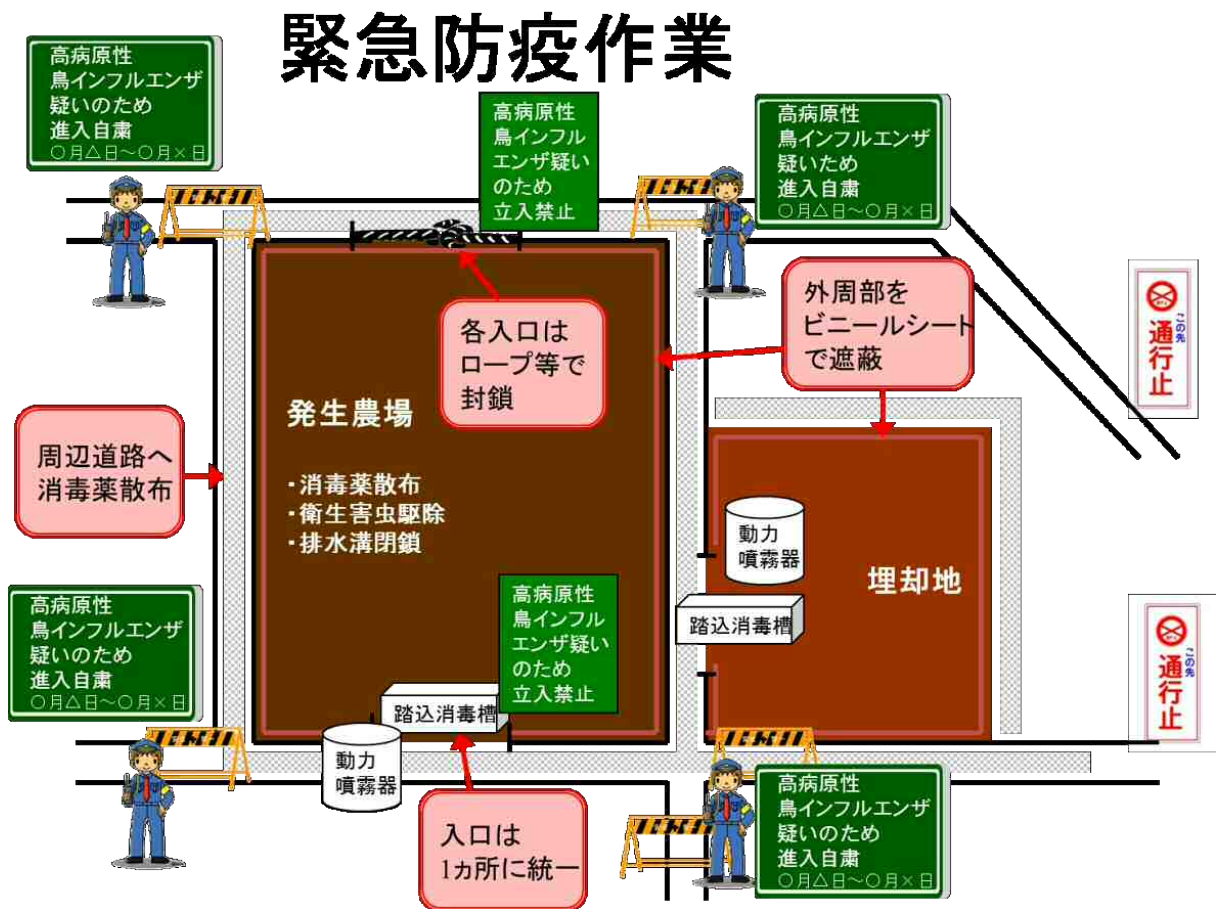 緊急防疫作業
高病原性
鳥インフルエンザ
疑いのため
進入自粛
○月△日～○月×日
高病原性
鳥インフル
エンザ疑い
のため
立入禁止
高病原性
鳥インフルエンザ
疑いため
進入自粛
○月△日～○月×日
各入口は
ロープ等で
封鎖
外周部を
ビニールシート
で遮蔽
この先
通行止
発生農場
・消毒薬散布
・衛生害虫駆除
・排水溝閉鎖
周辺道路へ
消毒薬散布
動力
噴霧器
埋却地
踏込消毒槽
高病原性
鳥インフルエンザ
疑いのため
進入自粛
○月△日～○月×日
高病原性
鳥インフル
エンザ疑い
のため
立入禁止
この先
通行止
踏込消毒槽
動力
噴霧器
入口は
1ヵ所に統一
高病原性
鳥インフルエンザ
疑いのため
進入自粛
○月△日～○月×日